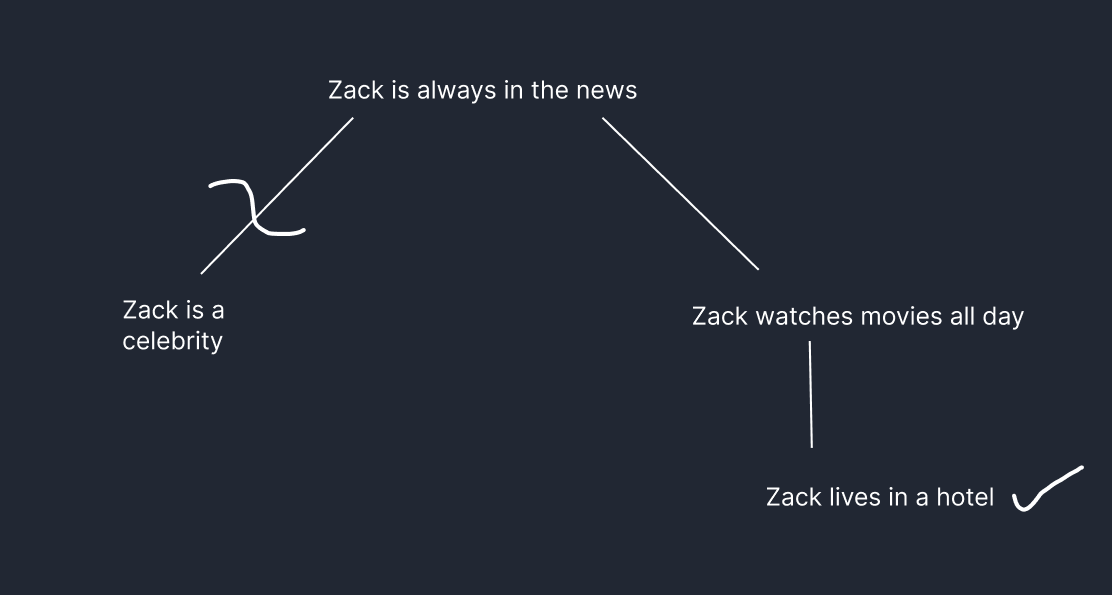 Zack is always in the news
Zack is a
celebrity
Zack watches movies all day
Zack lives in a hotel